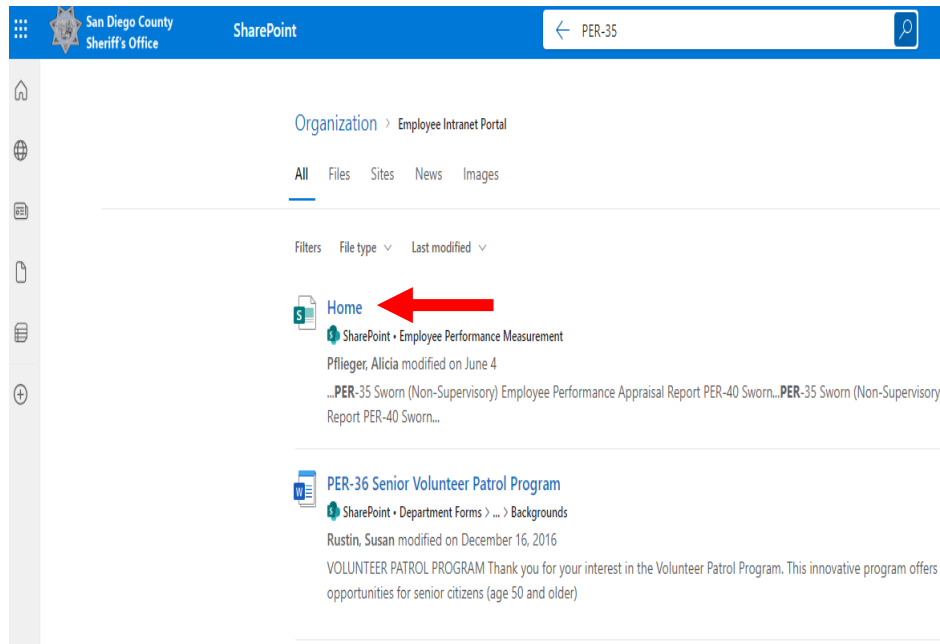 San Diego County
Sheriff's Office
SharePoint
PER-35
Organization > Employee Intranet Portal
All Files Sites News Images
Filters File type Last modified
Home
SharePoint • Employee Performance Measurement
Pflieger, Alicia modified on June 4
...PER-35 Sworn (Non-Supervisory) Employee Performance Appraisal Report PER-40 Sworn...PER-35 Sworn (Non-Supervisory
Report PER-40 Sworn...
PER-36 Senior Volunteer Patrol Program
SharePoint • Department Forms > ... > Backgrounds
Rustin, Susan modified on December 16, 2016
VOLUNTEER PATROL PROGRAM Thank you for your interest in the Volunteer Patrol Program. This innovative program offers
opportunities for senior citizens (age 50 and older)